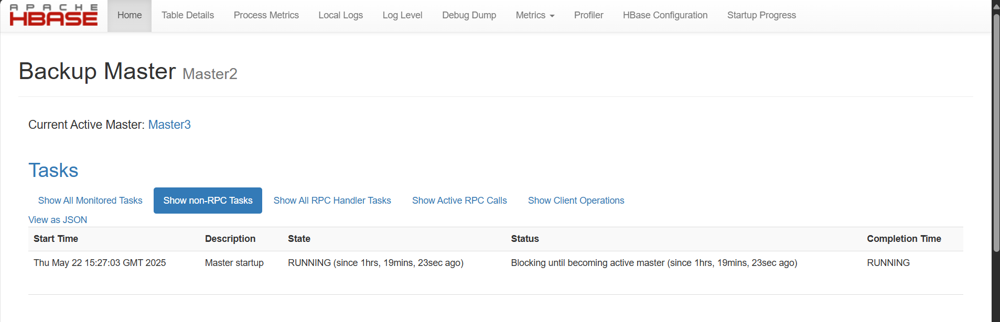 APACHE
HBASE
Home Table Details Process Metrics Local Logs Log Level Debug Dump Metrics Profiler HBase Configuration Startup Progress
Backup Master Master2
Current Active Master: Master3
Tasks
Show All Monitored Tasks Show non-RPC Tasks Show All RPC Handler Tasks Show Active RPC Calls Show Client Operations
View as JSON
Start Time Description State Status Completion Time
Thu May 22 15:27:03 GMT 2025 Master startup RUNNING (since 1hrs, 19mins, 23sec ago) Blocking until becoming active master (since 1hrs, 19mins, 23sec ago) RUNNING